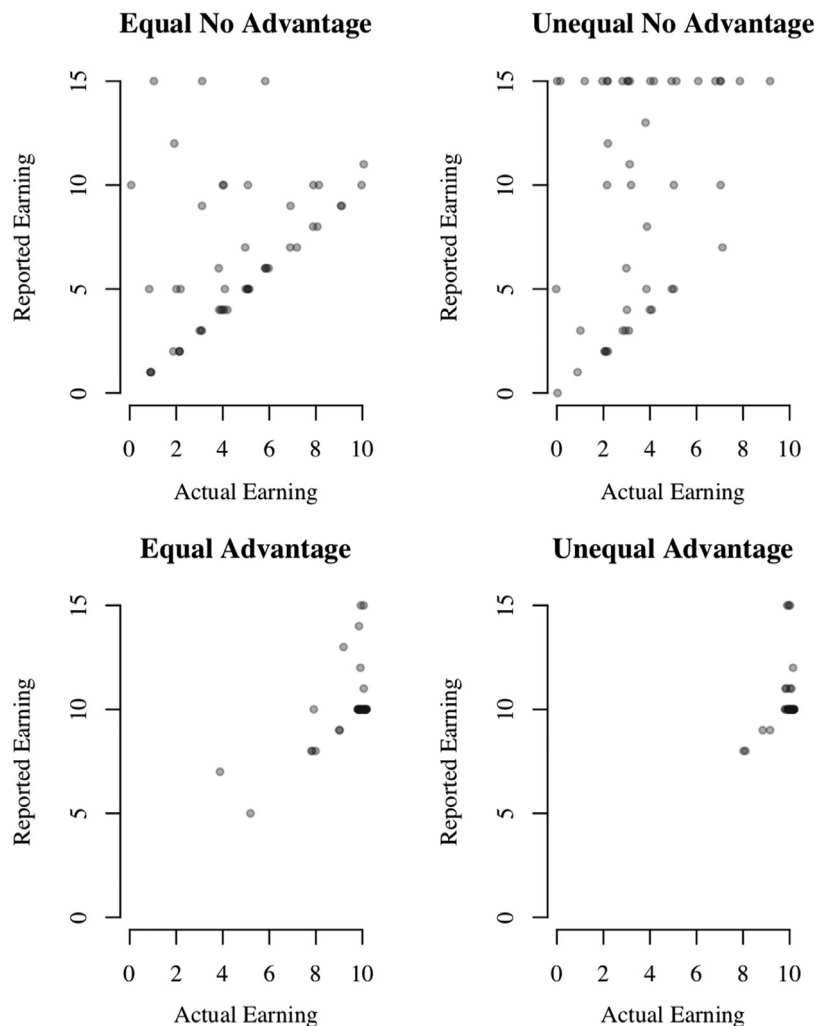 Equal No Advantage
Reported Earning
15
10
5
0
0 2 4 6 8 10
Actual Earning
Unequal No Advantage
Reported Earning
15
10
5
0
0 2 4 6 8 10
Actual Earning
Equal Advantage
Reported Earning
15
10
5
0
0 2 4 6 8 10
Actual Earning
Unequal Advantage
Reported Earning
15
10
5
0
0 2 4 6 8 10
Actual Earning